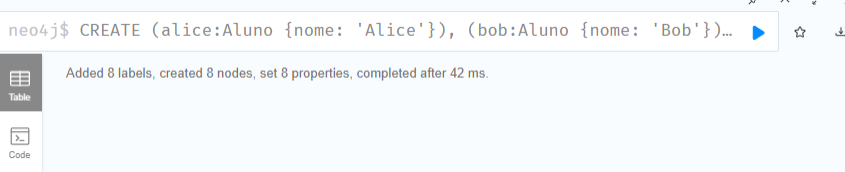 neo4j$ CREATE (alice:Aluno {nome: 'Alice'}), (bob:Aluno {nome: 'Bob'})…
Added 8 labels, created 8 nodes, set 8 properties, completed after 42 ms.
Table
Code